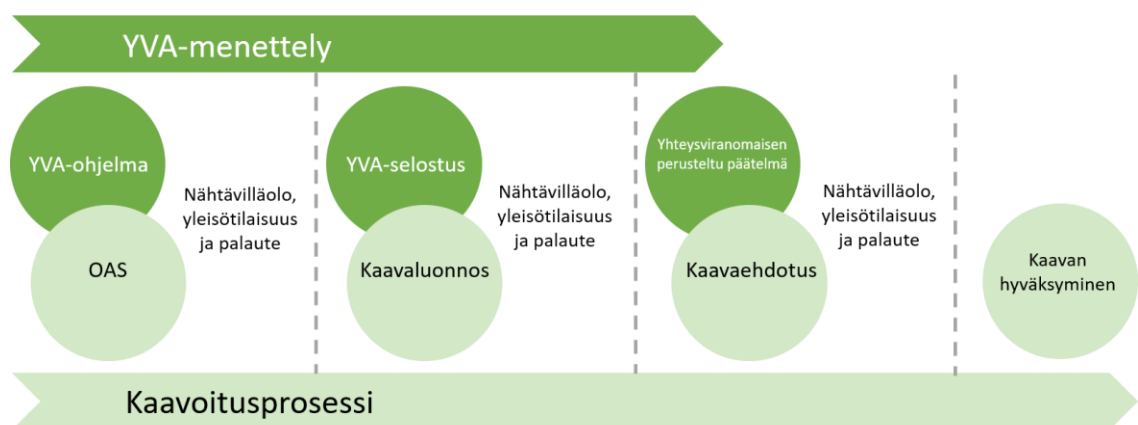 YVA-menettely
YVA-ohjelma
OAS
Nähtävilläolo,
yleisötilaisuus
ja palaute
YVA-selostus
Kaavaluonnos
Nähtävilläolo,
yleisötilaisuus
ja palaute
Yhteysviranomaisen
perusteltu päätelmä
Kaavaehdotus
Nähtävilläolo,
yleisötilaisuus
ja palaute
Kaavan
hyväksyminen
Kaavoitusprosessi